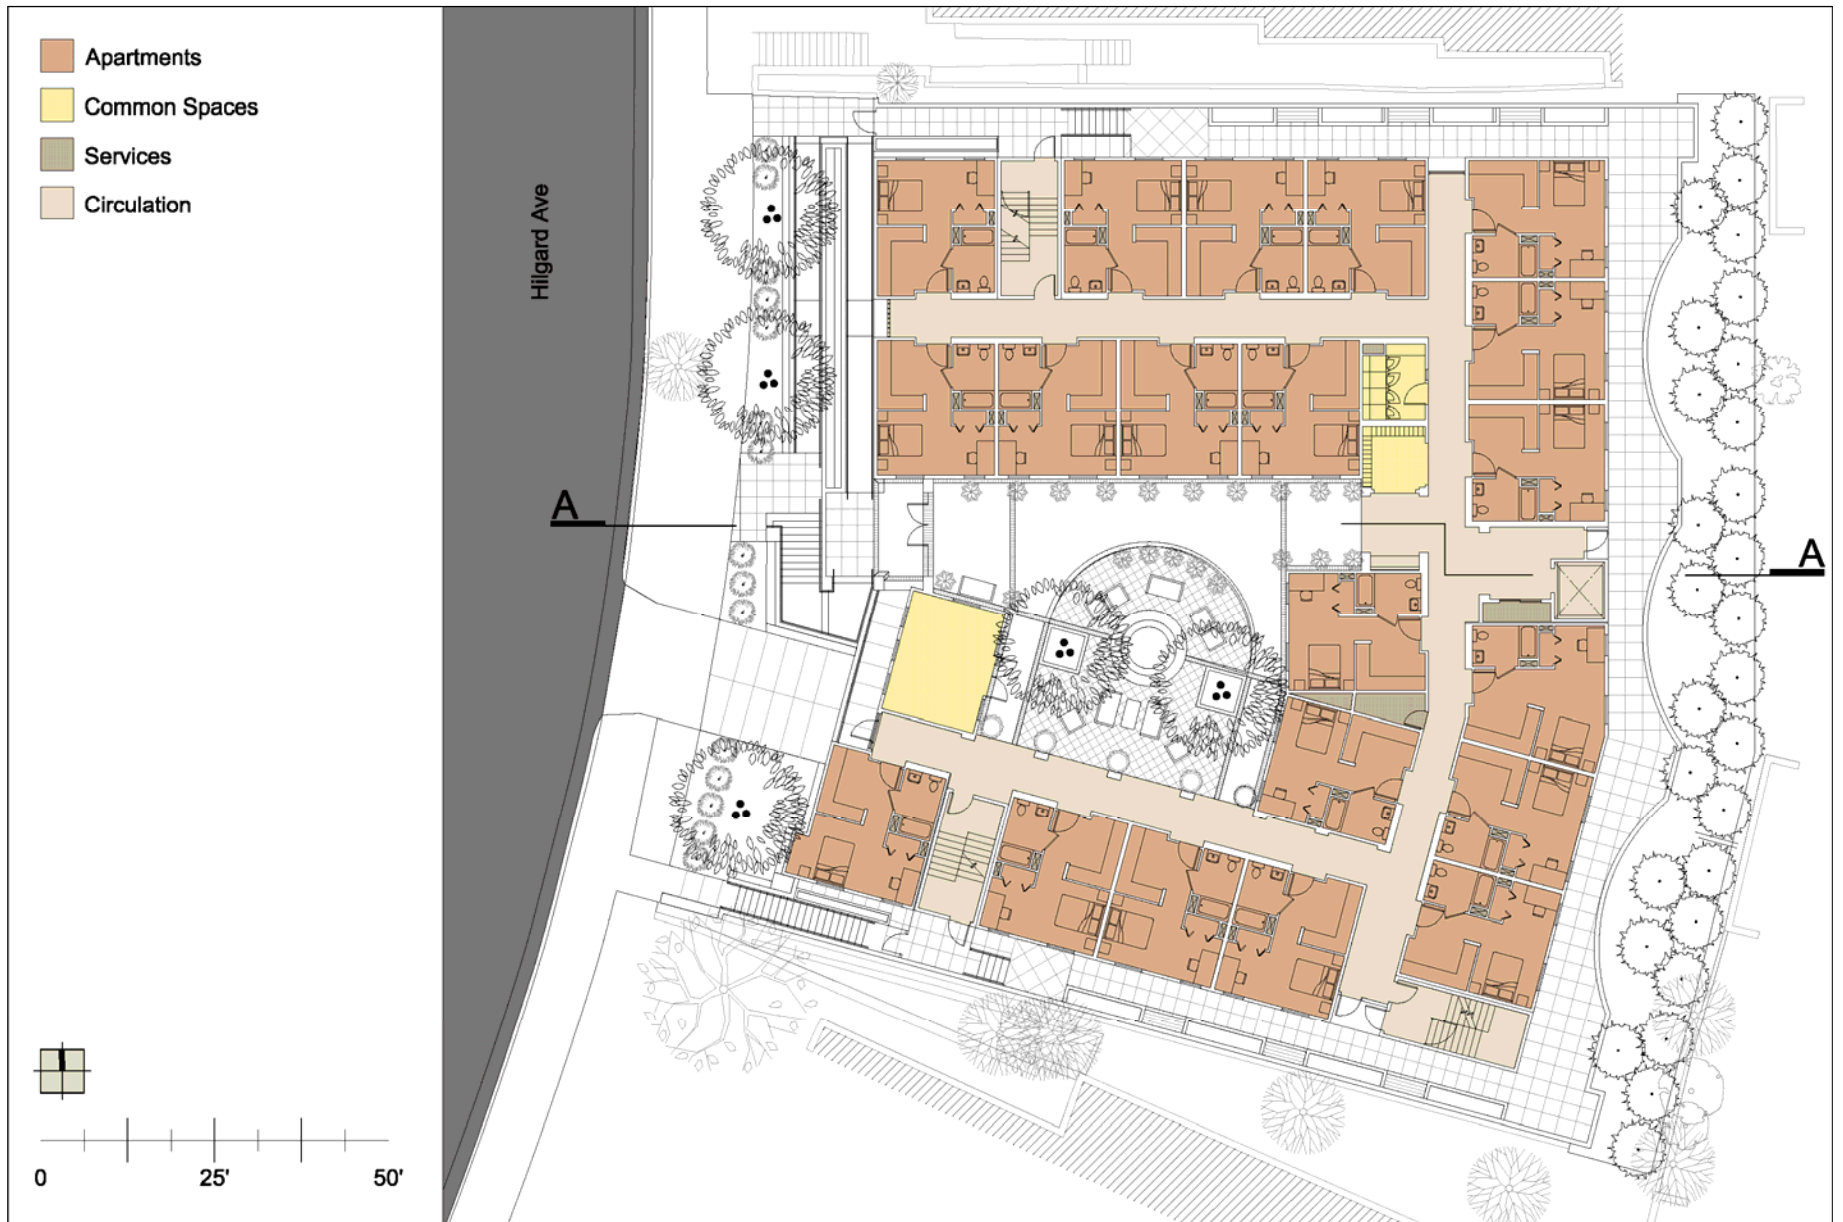 Apartments
Common Spaces
Services
Circulation
Hilgard Ave
A
A
0 25' 50'